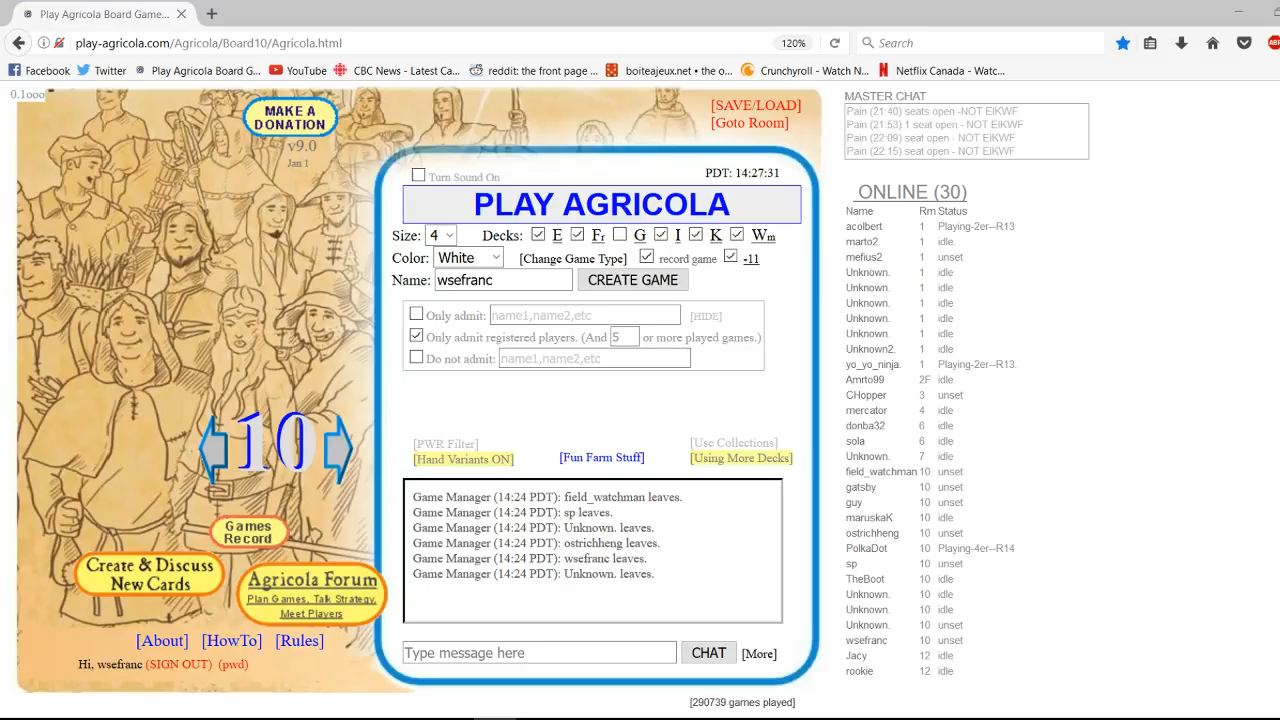 Play Agricola Board Game...
play-agricola.com/Agricola/Board10/Agricola.html
120%
Search
Facebook
Twitter
Play Agricola Board G...
YouTube
CBC News - Latest Ca...
reddit: the front page ...
boiteajeux.net • the o...
Crunchyroll - Watch N...
Netflix Canada - Watc...
0.1ooo
MAKE A
DONATION
v9.0
Jan 1
[SAVE/LOAD]
[Goto Room]
Turn Sound On
PDT: 14:27:31
PLAY AGRICOLA
Size: 4 Decks: E Fr G I K Wm
Color: White [Change Game Type] record game -11
Name: wsefranc CREATE GAME
Only admit: name1,name2,etc [HIDE]
Only admit registered players. (And 5 or more played games.)
Do not admit: name1,name2,etc
10
[PWR Filter]
[Use Collections]
[Hand Variants ON]
[Fun Farm Stuff]
[Using More Decks]
Game Manager (14:24 PDT): field_watchman leaves.
Game Manager (14:24 PDT): sp leaves.
Game Manager (14:24 PDT): Unknown. leaves.
Game Manager (14:24 PDT): ostrichheng leaves.
Game Manager (14:24 PDT): wsefranc leaves.
Game Manager (14:24 PDT): Unknown. leaves.
Games
Record
Create & Discuss
New Cards
Agricola Forum
Plan Games, Talk Strategy,
Meet Players
[About] [HowTo] [Rules]
Hi, wsefranc (SIGN OUT) (pwd)
Type message here CHAT [More]
[290739 games played]
MASTER CHAT
Pain (21:40) seats open -NOT EIKWF
Pain (21:53) 1 seat open - NOT EIKWF
Pain (22:09) seat open - NOT EIKWF
Pain (22:15) seat open - NOT EIKWF
ONLINE (30)
Name Rm Status
acolbert 1 Playing-2er--R13
marto2. 1 idle.
mefius2 1 unset
Unknown. 1 idle
Unknown. 1 idle
Unknown. 1 idle
Unknown. 1 idle
Unknown. 1 idle
Unknown. 1 idle
Unknown2. 1 idle
yo_yo_ninja. 1 Playing-2er--R13.
Amrto99 2F idle
CHopper 3 unset
mercator 4 idle
donba32 6 idle
sola 6 idle
Unknown. 7 idle
field_watchman 10 unset
gatsby 10 unset
guy 10 unset
maruskaK 10 idle
ostrichheng 10 unset
PolkaDot 10 Playing-4er--R14
sp 10 unset
TheBoot 10 idle
Unknown. 10 idle
Unknown. 10 idle
Unknown. 10 unset
wsefranc 10 unset
Jacy 12 idle
rookie 12 idle